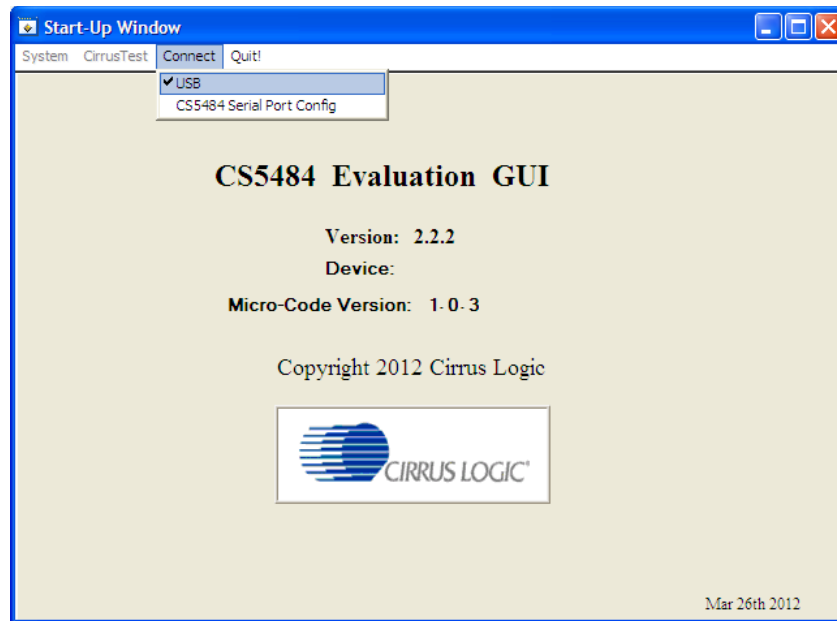 Start-Up Window
System CirrusTest Connect Quit!
USB
CS5484 Serial Port Config
CS5484 Evaluation GUI
Version: 2.2.2
Device:
Micro-Code Version: 1.0.3
Copyright 2012 Cirrus Logic
CIRRUS LOGIC®
Mar 26th 2012